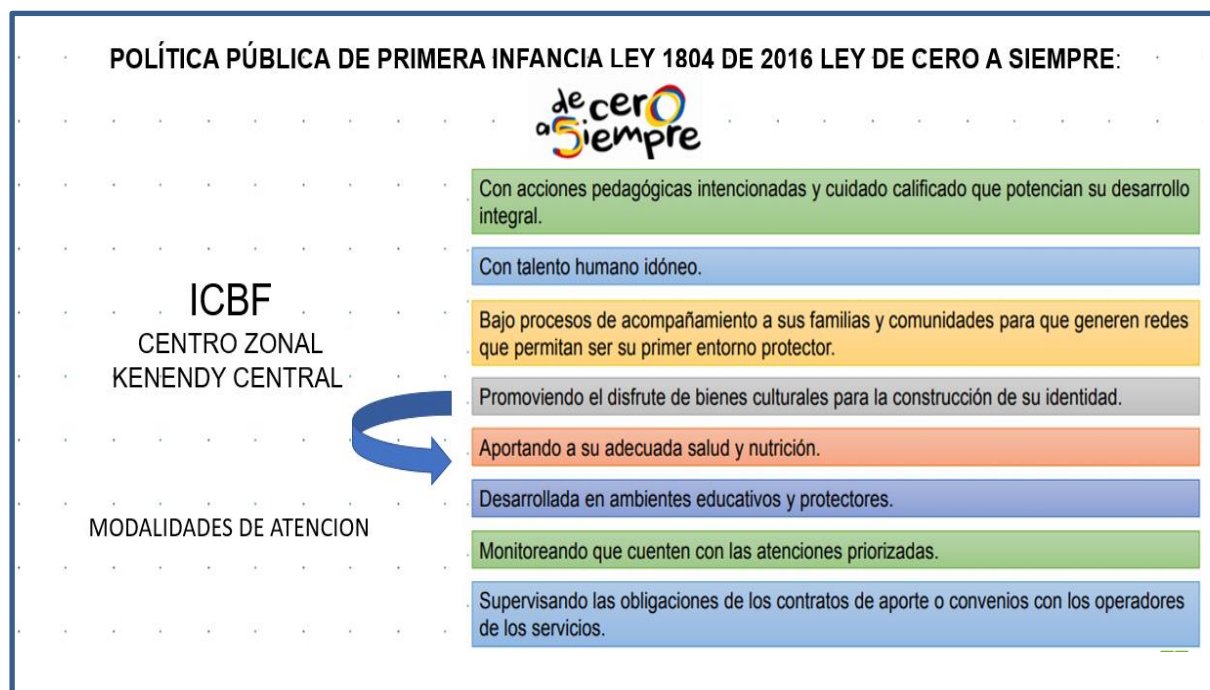 POLÍTICA PÚBLICA DE PRIMERA INFANCIA LEY 1804 DE 2016 LEY DE CERO A SIEMPRE:
de cero
a Siempre
ICBF
CENTRO ZONAL
KENENDY CENTRAL
MODALIDADES DE ATENCION
Con acciones pedagógicas intencionadas y cuidado calificado que potencian su desarrollo
integral.
Con talento humano idóneo.
Bajo procesos de acompañamiento a sus familias y comunidades para que generen redes
que permitan ser su primer entorno protector.
Promoviendo el disfrute de bienes culturales para la construcción de su identidad.
Aportando a su adecuada salud y nutrición.
Desarrollada en ambientes educativos y protectores.
Monitoreando que cuenten con las atenciones priorizadas.
Supervisando las obligaciones de los contratos de aporte o convenios con los operadores
de los servicios.